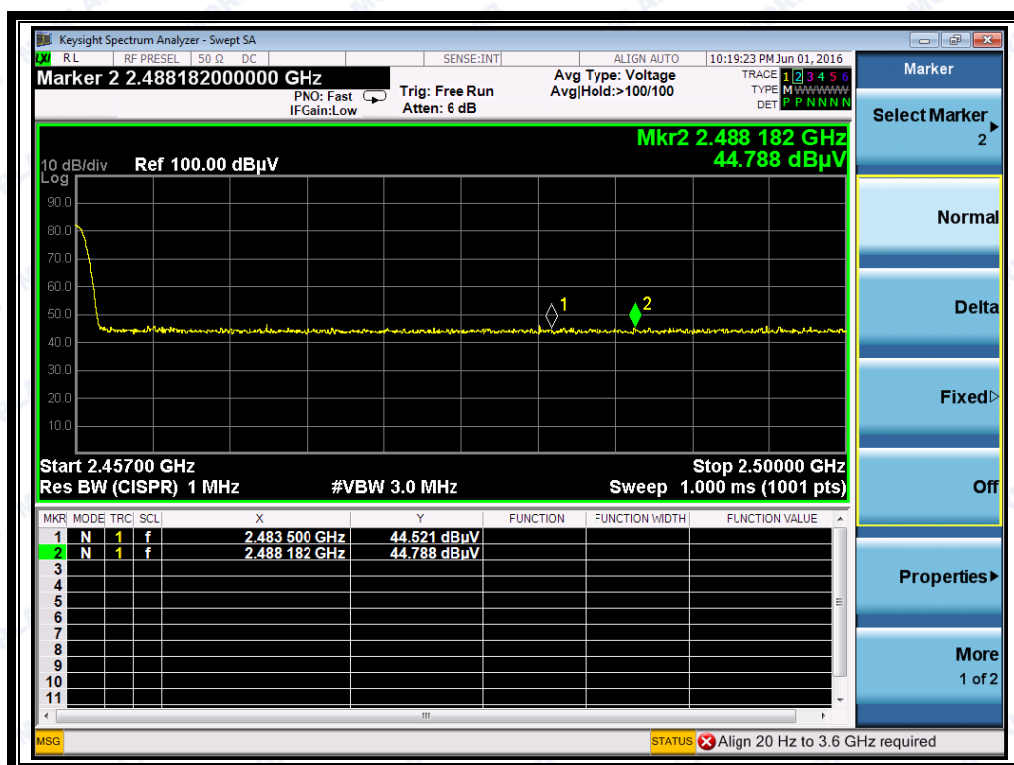 Keysight Spectrum Analyzer - Swept SA
LXI RL RF PRESEL 50 Ω DC SENSE:INT ALIGN AUTO 10:19:23 PM Jun 01, 2016
Marker 2 2.488182000000 GHz
PNO: Fast
IFGain:Low
Trig: Free Run
Atten: 6 dB
Avg Type: Voltage
Avg|Hold:>100/100
TRACE 1 2 3 4 5 6
TYPE M WWWWW
DET P P N N N N
Mkr2 2.488 182 GHz
44.788 dBµV
10 dB/div Ref 100.00 dBµV
Log
90.0
80.0
70.0
60.0
50.0
40.0
30.0
20.0
10.0
1
2
Start 2.45700 GHz Stop 2.50000 GHz
Res BW (CISPR) 1 MHz #VBW 3.0 MHz Sweep 1.000 ms (1001 pts)
MKR MODE TRC SCL X Y FUNCTION FUNCTION WIDTH FUNCTION VALUE
1 N 1 f 2.483 500 GHz 44.521 dBµV
2 N 1 f 2.488 182 GHz 44.788 dBµV
3
4
5
6
7
8
9
10
11
MSG STATUS Align 20 Hz to 3.6 GHz required
Marker
Select Marker
2
Normal
Delta
Fixed
Off
Properties
More
1 of 2